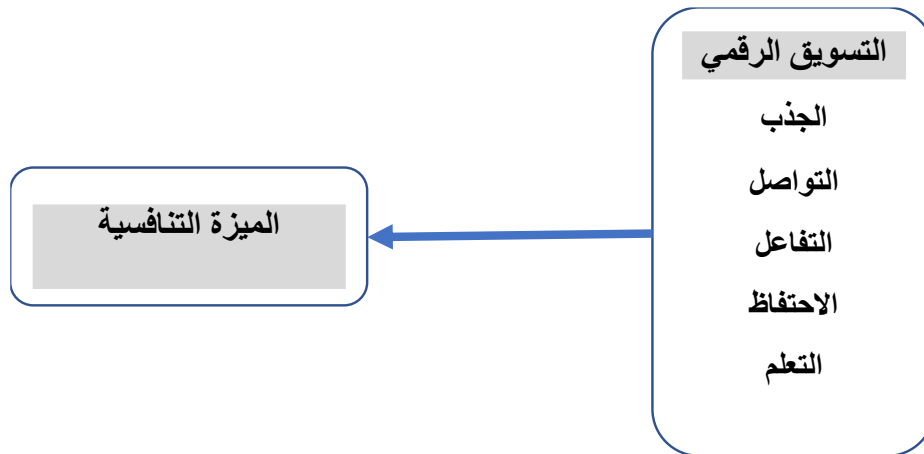 التسويق الرقمي
الجذب
التواصل
التفاعل
الاحتفاظ
التعلم
الميزة التنافسية